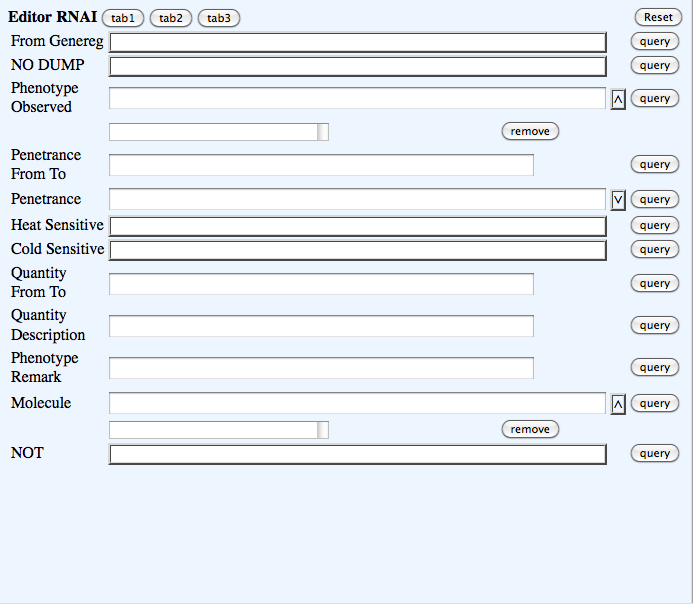 Editor RNAI tab1 tab2 tab3 Reset
From Genereg query
NO DUMP query
Phenotype
Observed ^ query
remove
Penetrance
From To query
Penetrance v query
Heat Sensitive query
Cold Sensitive query
Quantity
From To query
Quantity
Description query
Phenotype
Remark query
Molecule ^ query
remove
NOT query